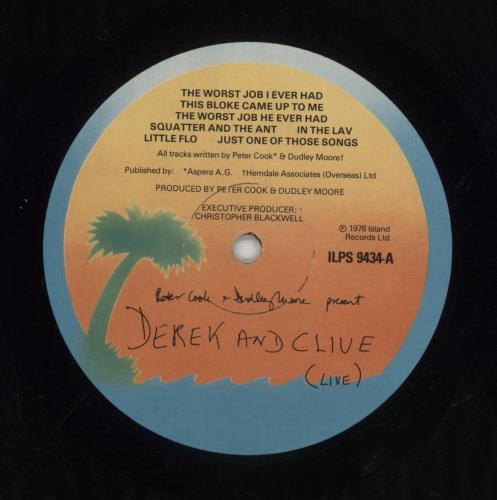 THE WORST JOB I EVER HAD
THIS BLOKE CAME UP TO ME
THE WORST JOB HE EVER HAD
SQUATTER AND THE ANT IN THE LAV
LITTLE FLO JUST ONE OF THOSE SONGS
All tracks written by Peter Cook* & Dudley Moore†
Published by: *Aspera A.G. †Hemdale Associates (Overseas) Ltd
PRODUCED BY PETER COOK & DUDLEY MOORE
EXECUTIVE PRODUCER:
CHRISTOPHER BLACKWELL
℗ 1976 Island
Records Ltd
ILPS 9434-A
Peter Cook & Dudley Moore present
DEREK AND CLIVE
(LIVE)